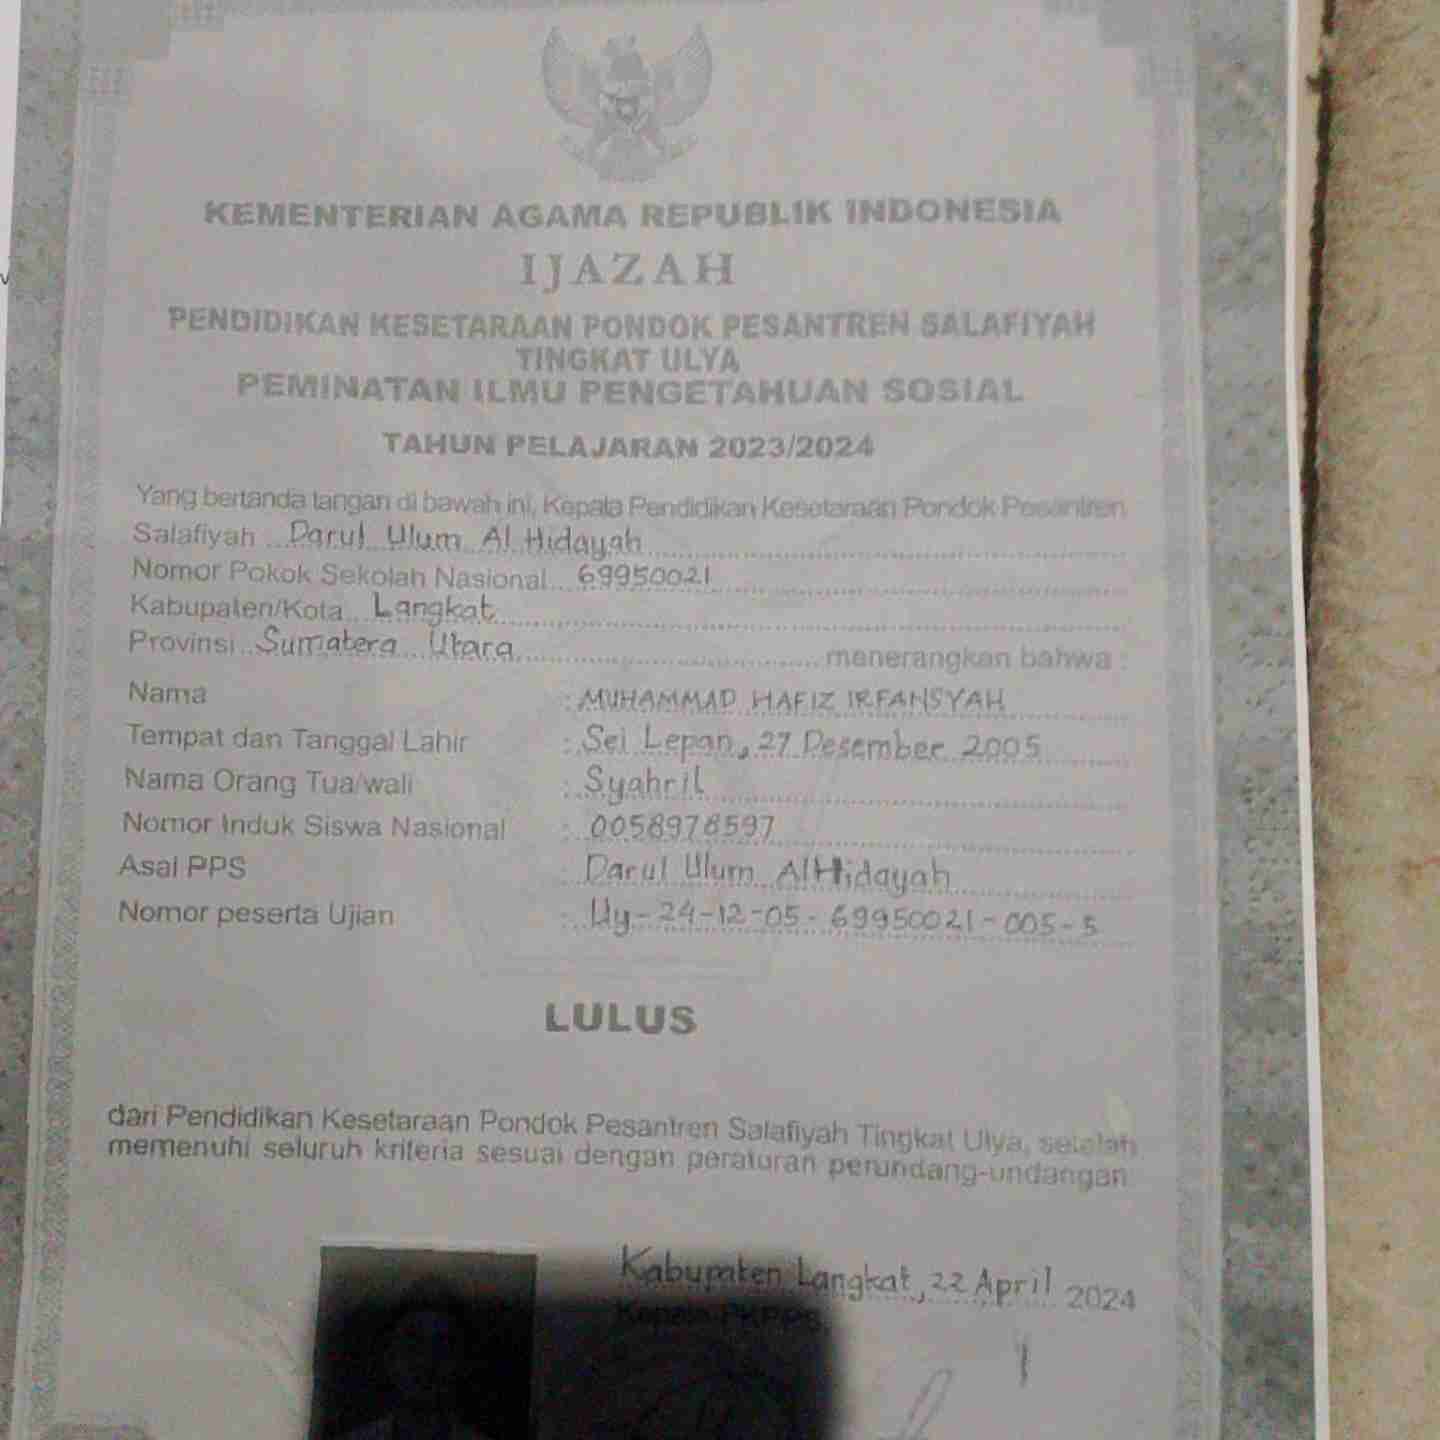 KEMENTERIAN AGAMA REPUBLIK INDONESIA
IJAZAH
PENDIDIKAN KESETARAAN PONDOK PESANTREN SALAFIYAH
TINGKAT ULYA
PEMINATAN ILMU PENGETAHUAN SOSIAL
TAHUN PELAJARAN 2023/2024
Yang bertanda tangan di bawah ini, Kepala Pendidikan Kesetaraan Pondok Pesantren
Salafiyah Darul Ulum Al Hidayah
Nomor Pokok Sekolah Nasional 69950021
Kabupaten/Kota Langkat
Provinsi Sumatera Utara menerangkan bahwa :
Nama : MUHAMMAD HAFIZ IRFANSYAH
Tempat dan Tanggal Lahir : Sei Lepan, 27 Desember 2005
Nama Orang Tua/wali : Syahril
Nomor Induk Siswa Nasional : 0058978597
Asal PPS : Darul Ulum AlHidayah
Nomor peserta Ujian : Uy-24-12-05-69950021-005-5
LULUS
dari Pendidikan Kesetaraan Pondok Pesantren Salafiyah Tingkat Ulya, setelah
memenuhi seluruh kriteria sesuai dengan peraturan perundang-undangan
Kabupaten Langkat, 22 April 2024
Kepala PKPPS